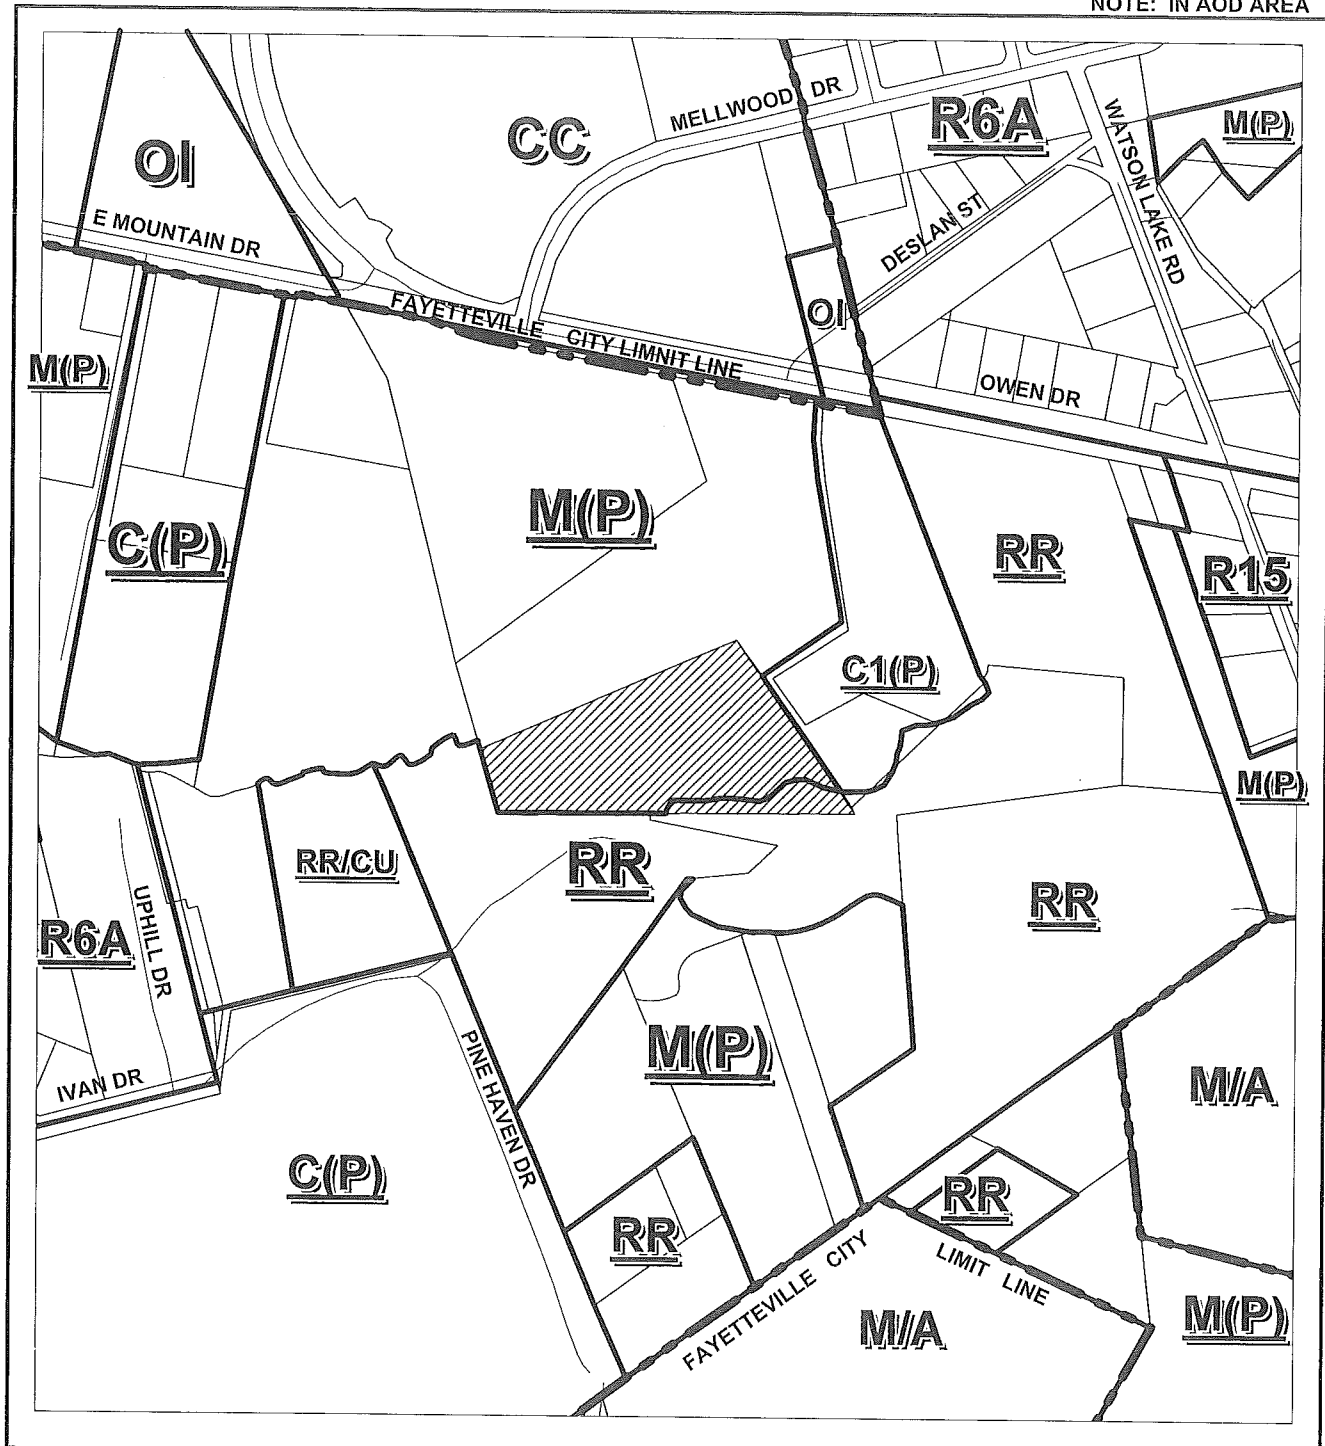 NOTE: IN AOD AREA
MELLWOOD DR
R6A
WATSON LAKE RD
M(P)
CC
OI
E MOUNTAIN DR
DESLAN ST
FAYETTEVILLE CITY LIMNIT LINE
OI
M(P)
OWEN DR
C(P)
M(P)
RR
R15
C1(P)
M(P)
RR/CU
RR
RR
R6A
UPHILL DR
M(P)
PINE HAVEN DR
IVAN DR
M/A
C(P)
RR
RR
FAYETTEVILLE CITY LIMIT LINE
M/A
M(P)